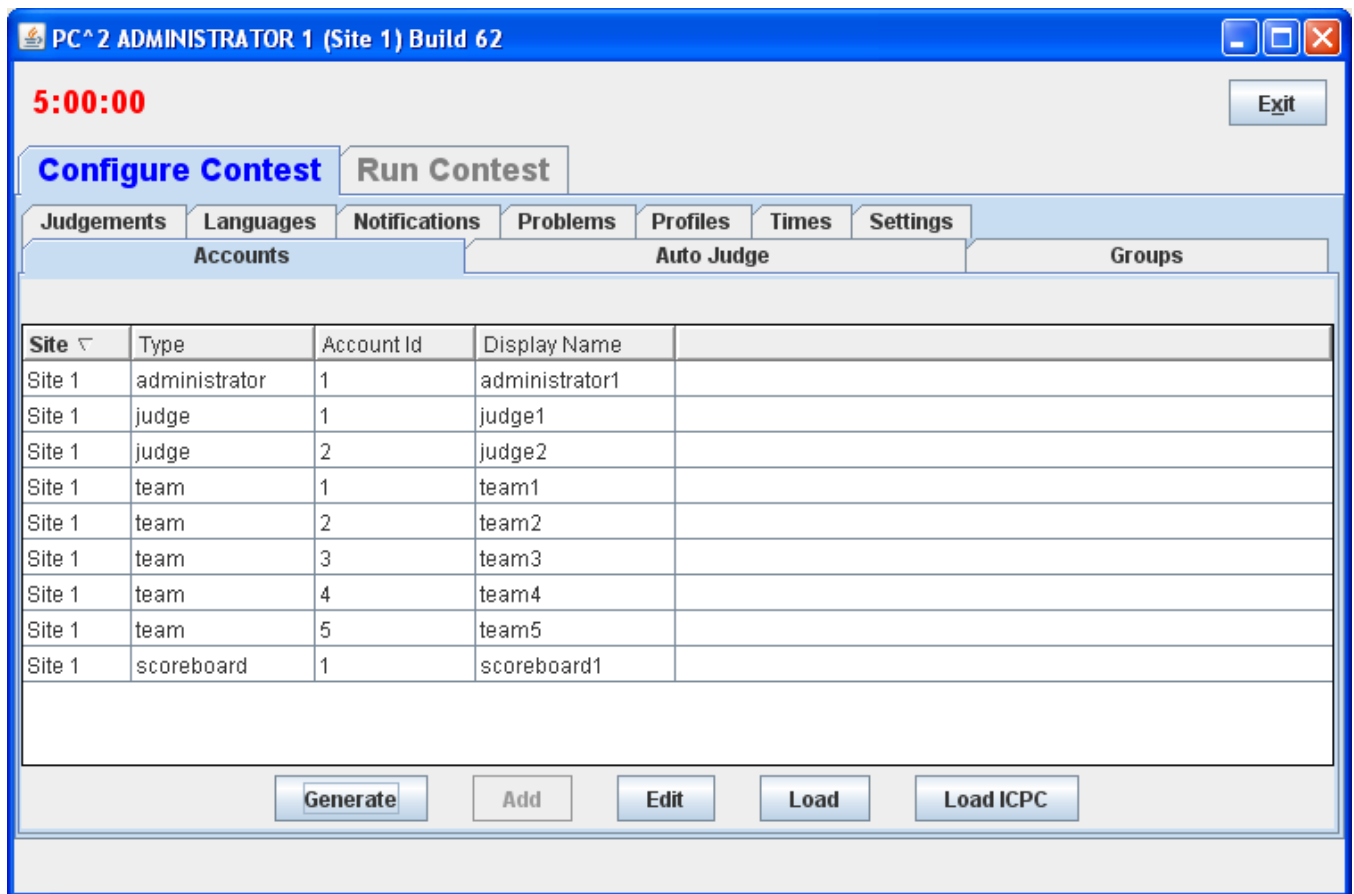 PC^2 ADMINISTRATOR 1 (Site 1) Build 62
5:00:00 Exit
Configure Contest Run Contest
Judgements Languages Notifications Problems Profiles Times Settings
Accounts Auto Judge Groups
Site Type Account Id Display Name
Site 1 administrator 1 administrator1
Site 1 judge 1 judge1
Site 1 judge 2 judge2
Site 1 team 1 team1
Site 1 team 2 team2
Site 1 team 3 team3
Site 1 team 4 team4
Site 1 team 5 team5
Site 1 scoreboard 1 scoreboard1
Generate Add Edit Load Load ICPC